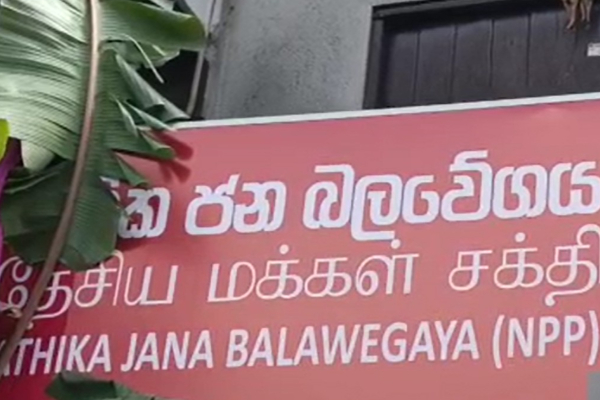 ක ජන බලවේගය
தேசிய மக்கள் சக்தி
ATHIKA JANA BALAWEGAYA (NPP)